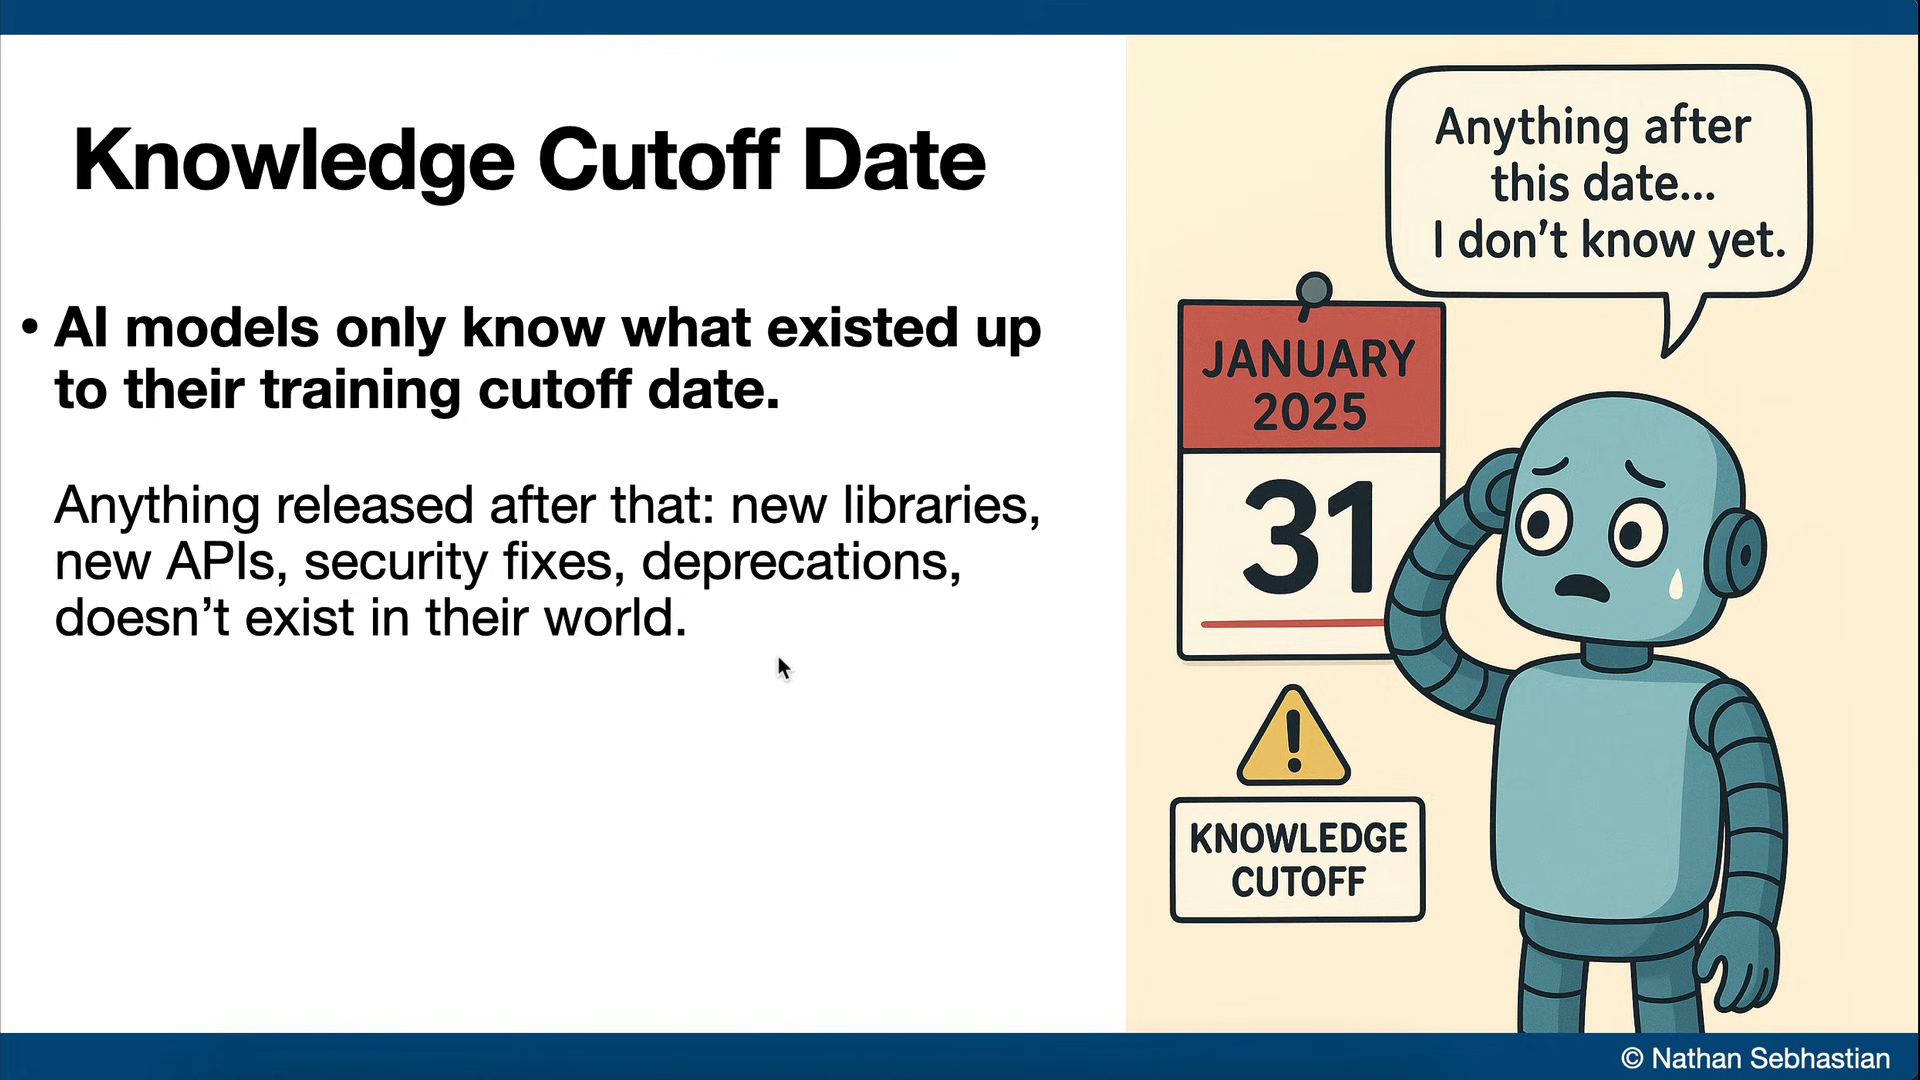 Knowledge Cutoff Date
• AI models only know what existed up
to their training cutoff date.
Anything released after that: new libraries,
new APIs, security fixes, deprecations,
doesn’t exist in their world.
Anything after
this date...
I don’t know yet.
JANUARY
2025
31
KNOWLEDGE
CUTOFF
© Nathan Sebhastian